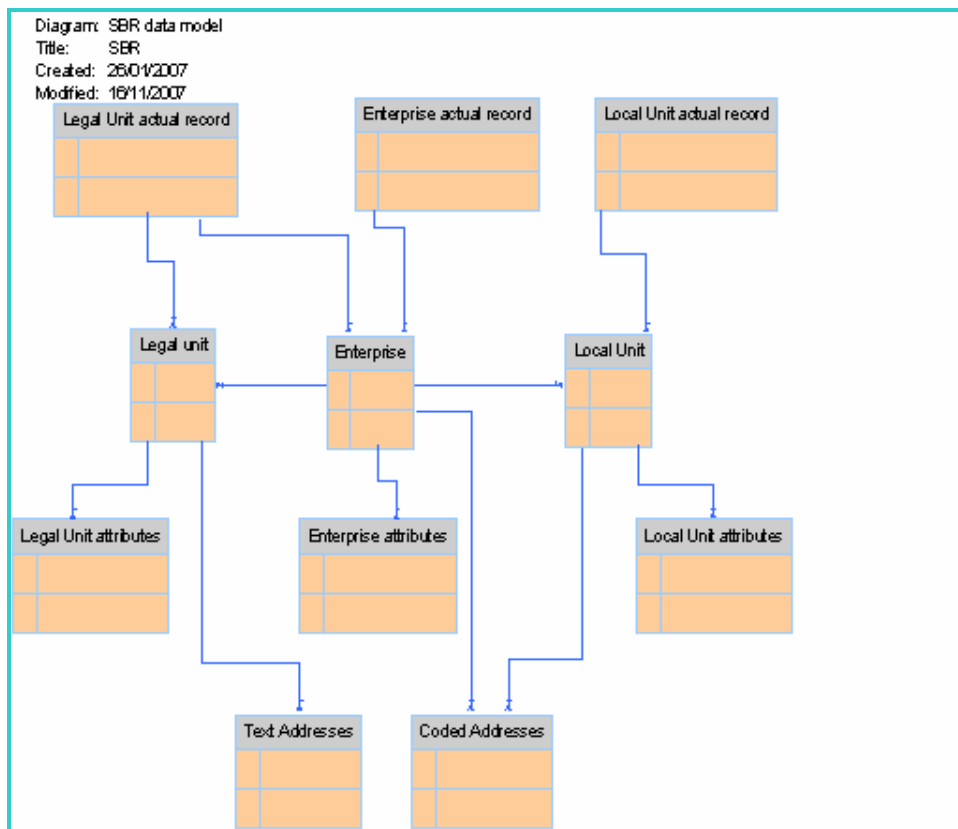 Diagram: SBR data model
Title: SBR
Created: 26/01/2007
Modified: 16/11/2007
Legal Unit actual record
Enterprise actual record
Local Unit actual record
Legal unit
Enterprise
Local Unit
Legal Unit attributes
Enterprise attributes
Local Unit attributes
Text Addresses
Coded Addresses